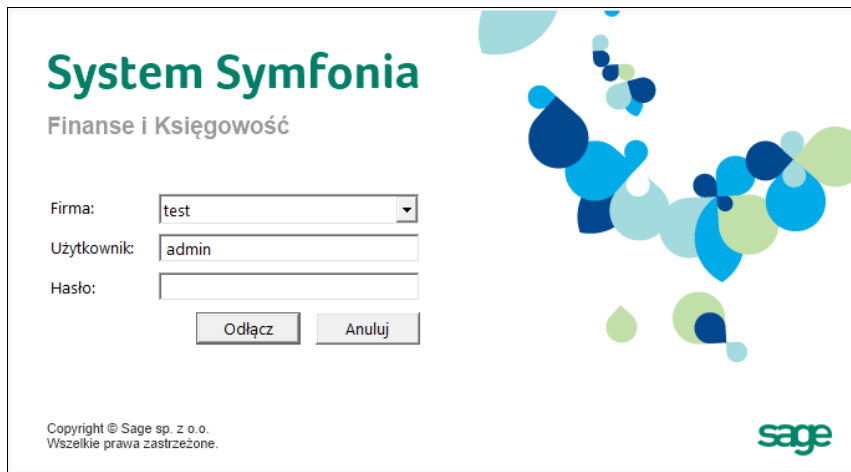 System Symfonia
Finanse i Księgowość
Firma: test
Użytkownik: admin
Hasło:
Odłącz Anuluj
Copyright © Sage sp. z o.o.
Wszelkie prawa zastrzeżone.
sage